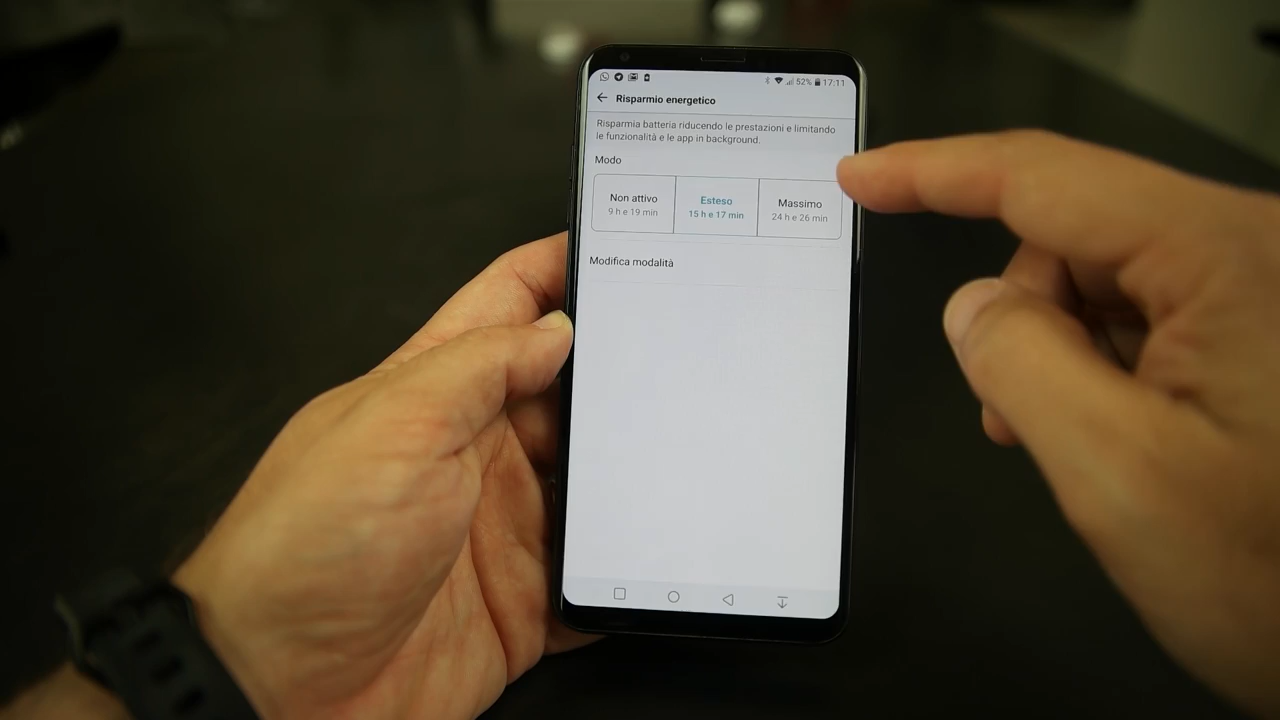 52% 17:11
Risparmio energetico
Risparmia batteria riducendo le prestazioni e limitando
le funzionalità e le app in background.
Modo
Non attivo
9 h e 19 min
Esteso
15 h e 17 min
Massimo
24 h e 26 min
Modifica modalità